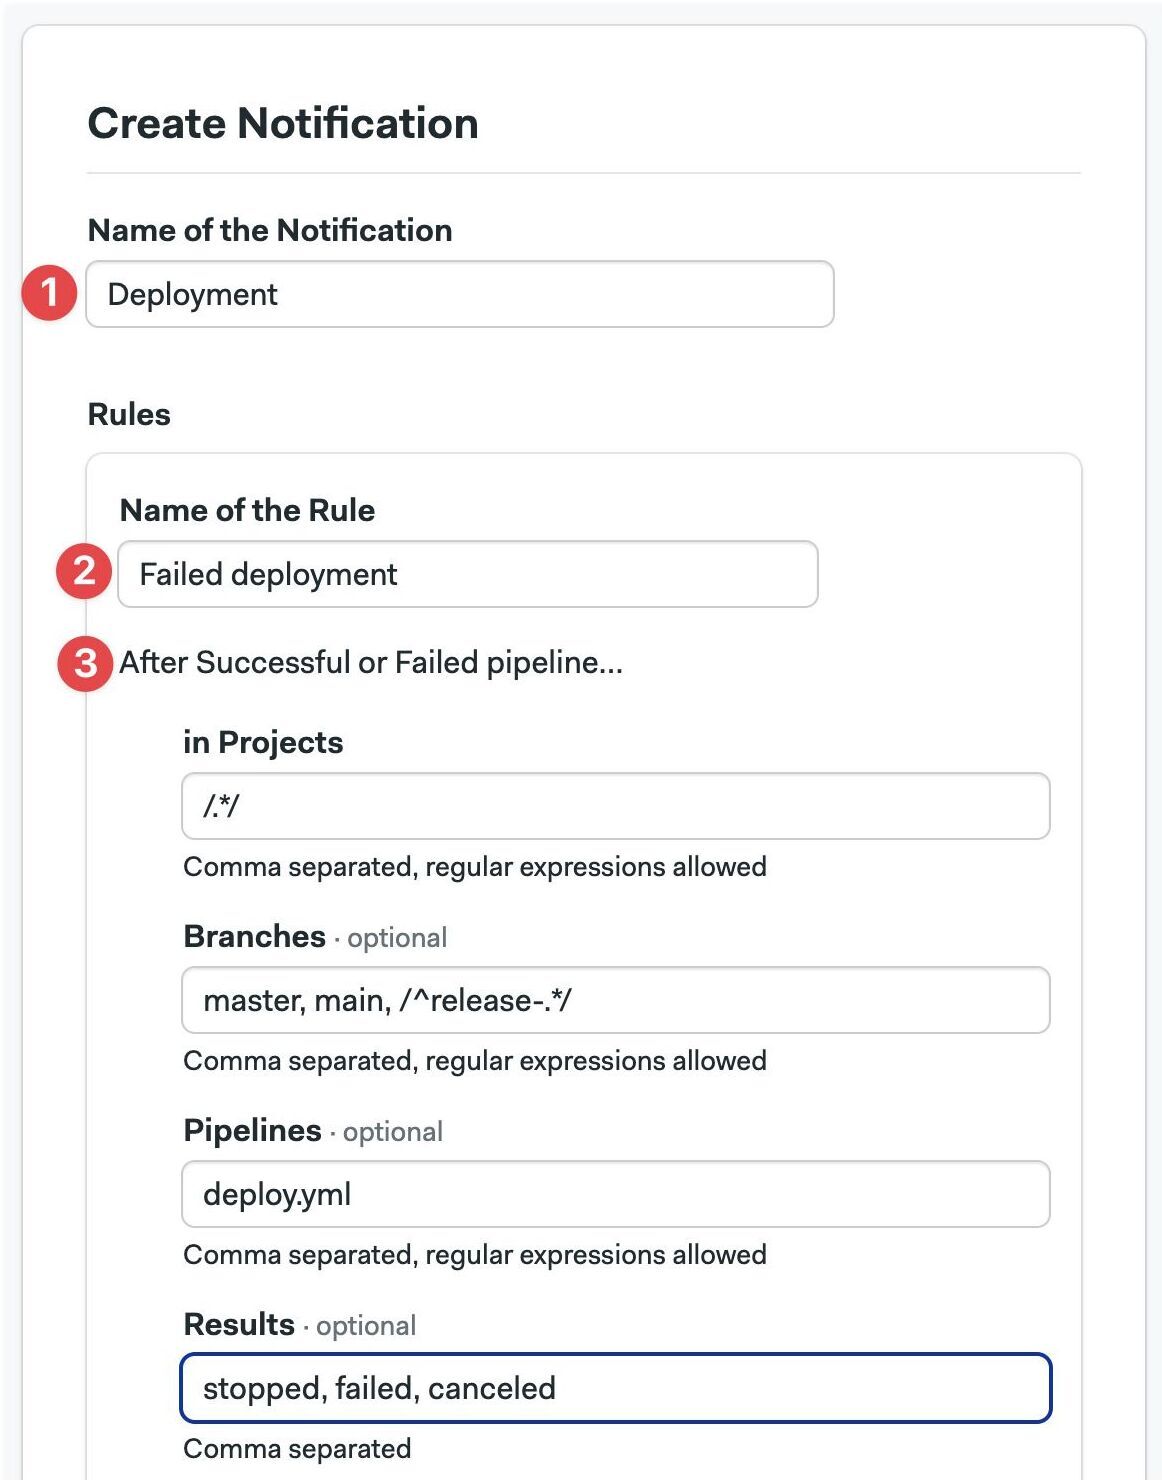 Create Notification
Name of the Notification
1 Deployment
Rules
Name of the Rule
2 Failed deployment
3 After Successful or Failed pipeline...
in Projects
/.*/
Comma separated, regular expressions allowed
Branches · optional
master, main, /^release-.*/
Comma separated, regular expressions allowed
Pipelines · optional
deploy.yml
Comma separated, regular expressions allowed
Results · optional
stopped, failed, canceled
Comma separated